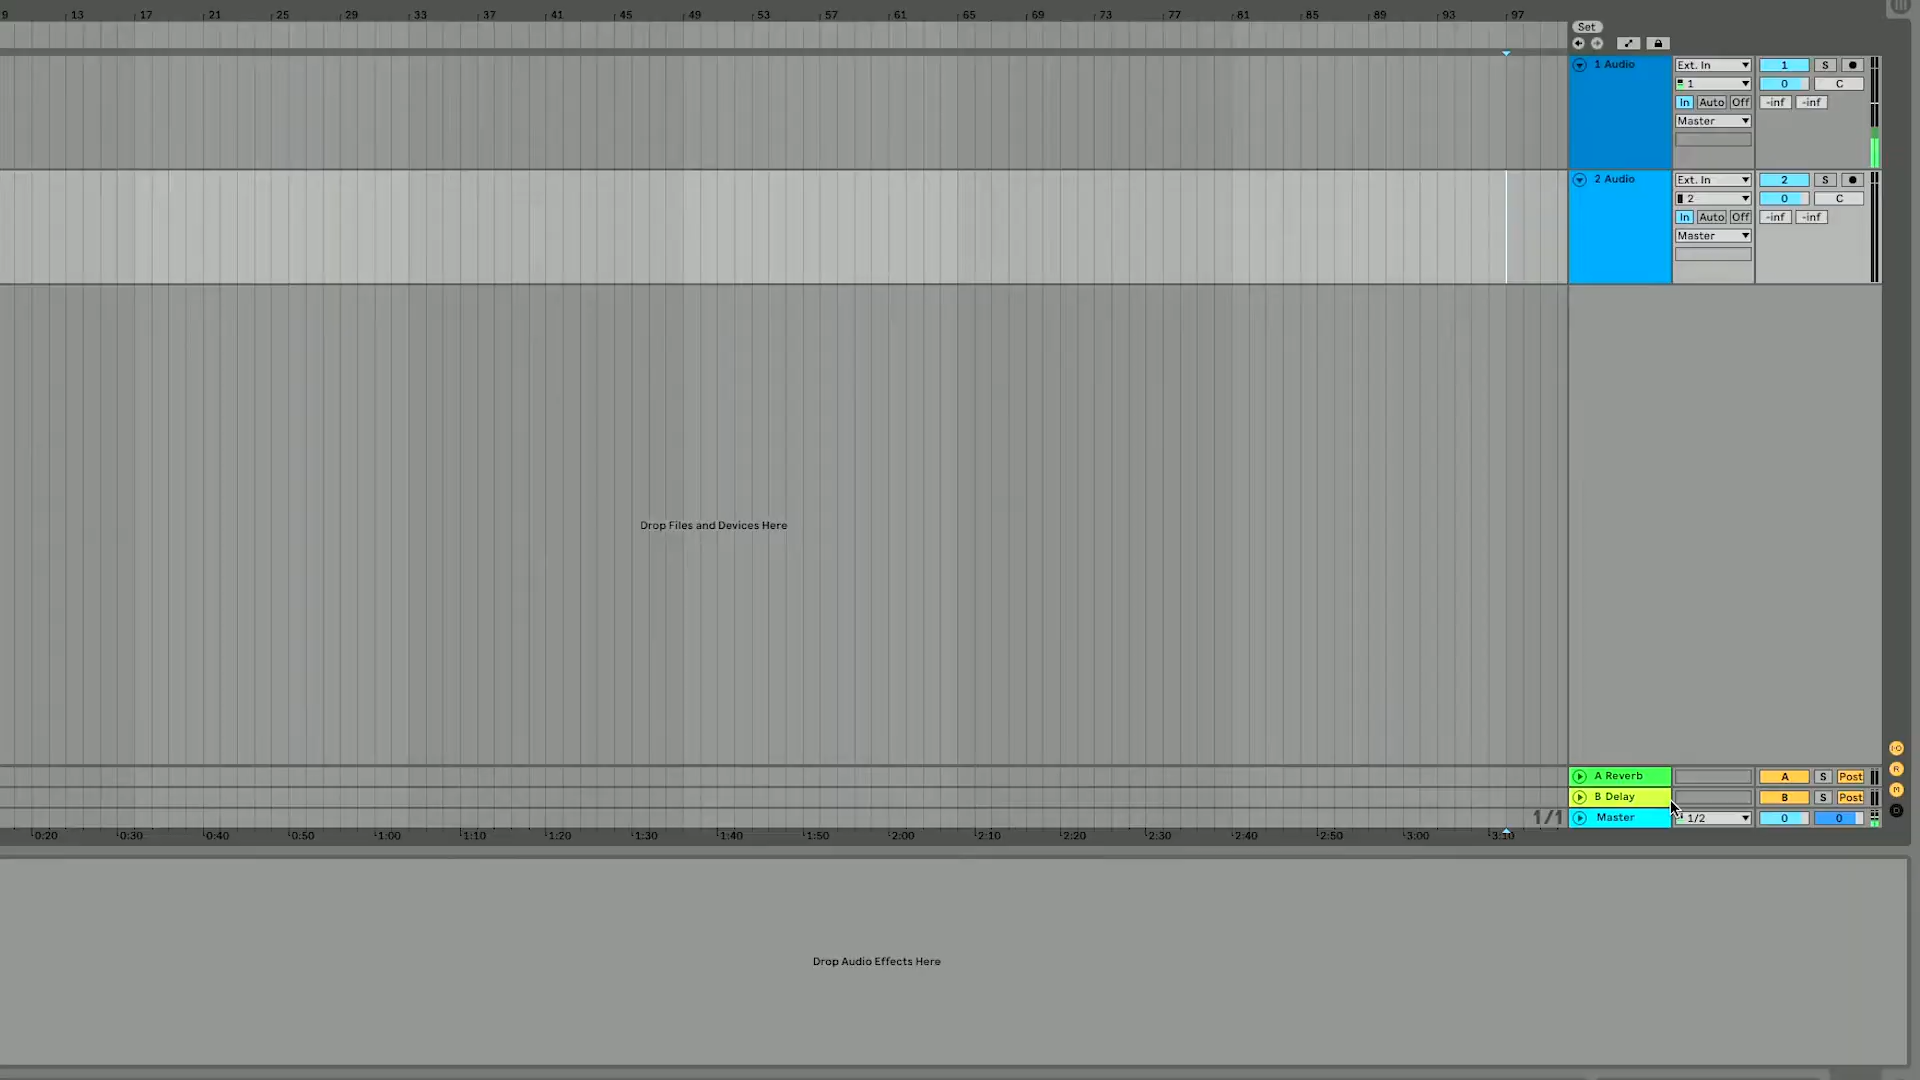 9 13 17 21 25 29 33 37 41 45 49 53 57 61 65 69 73 77 81 85 89 93 97
Set
1 Audio Ext. In 1 S
1 0 C
In Auto Off -inf -inf
Master
2 Audio Ext. In 2 S
2 0 C
In Auto Off -inf -inf
Master
Drop Files and Devices Here
I·O
A Reverb A S Post
R
B Delay B S Post
M
1/1
Master 1/2 0 0
D
0:20 0:30 0:40 0:50 1:00 1:10 1:20 1:30 1:40 1:50 2:00 2:10 2:20 2:30 2:40 2:50 3:00 3:10
Drop Audio Effects Here